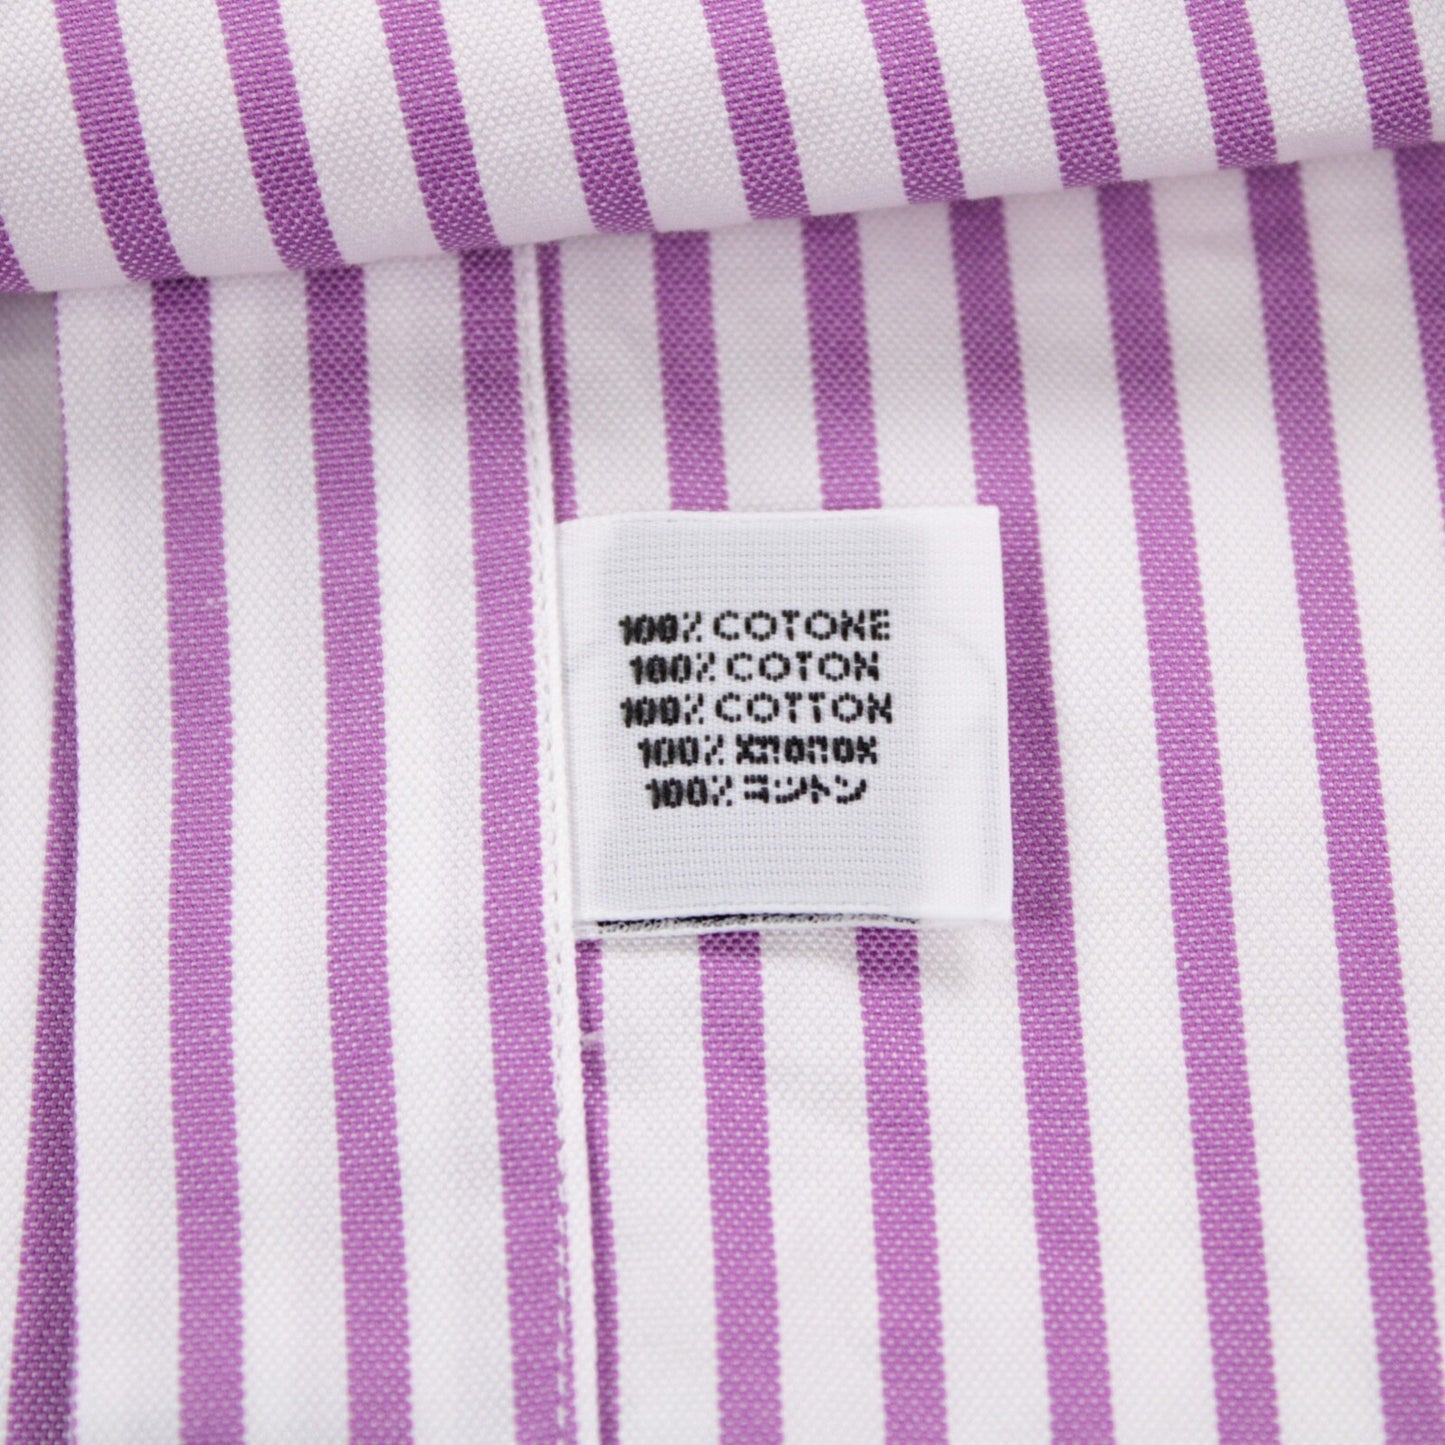 100% COTONE
100% COTON
100% COTTON
100% ХЛОПОК
100% コットン